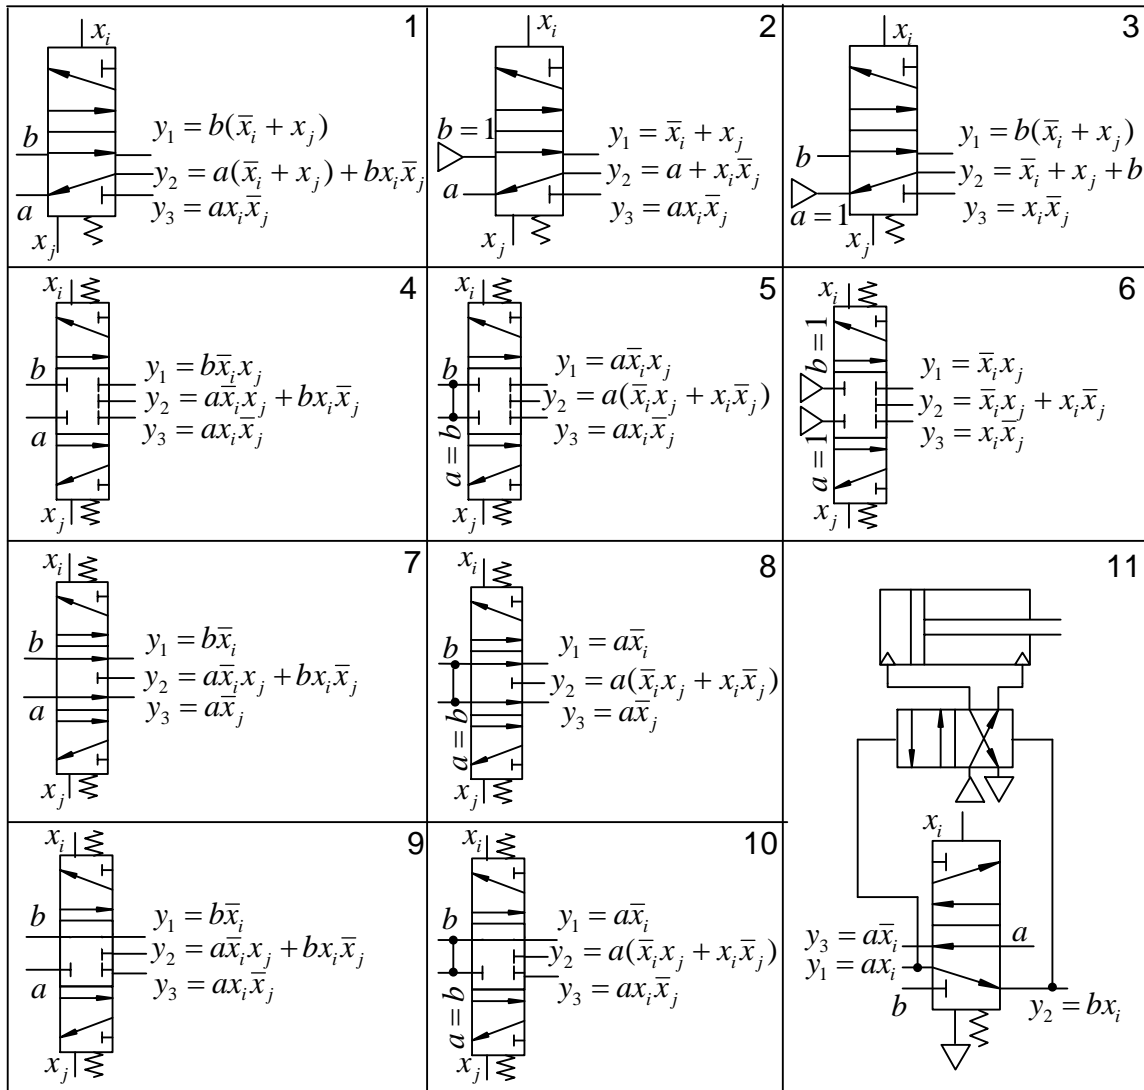 1
x_i
b
a
x_j
y_1 = b(x̄_i + x_j)
y_2 = a(x̄_i + x_j) + bx_i x̄_j
y_3 = ax_i x̄_j
2
x_i
b = 1
a
x_j
y_1 = x̄_i + x_j
y_2 = a + x_i x̄_j
y_3 = ax_i x̄_j
3
x_i
b
a = 1
x_j
y_1 = b(x̄_i + x_j)
y_2 = x̄_i + x_j + b
y_3 = x_i x̄_j
4
x_i
b
a
x_j
y_1 = bx̄_i x_j
y_2 = ax̄_i x_j + bx_i x̄_j
y_3 = ax_i x̄_j
5
x_i
b
a = b
x_j
y_1 = ax̄_i x_j
y_2 = a(x̄_i x_j + x_i x̄_j)
y_3 = ax_i x̄_j
6
x_i
b = 1
a = 1
x_j
y_1 = x̄_i x_j
y_2 = x̄_i x_j + x_i x̄_j
y_3 = x_i x̄_j
7
x_i
b
a
x_j
y_1 = bx̄_i
y_2 = ax̄_i x_j + bx_i x̄_j
y_3 = ax̄_j
8
x_i
b
a = b
x_j
y_1 = ax̄_i
y_2 = a(x̄_i x_j + x_i x̄_j)
y_3 = ax̄_j
9
x_i
b
a
x_j
y_1 = bx̄_i
y_2 = ax̄_i x_j + bx_i x̄_j
y_3 = ax_i x̄_j
10
x_i
b
a = b
x_j
y_1 = ax̄_i
y_2 = a(x̄_i x_j + x_i x̄_j)
y_3 = ax_i x̄_j
11
x_i
y_3 = ax̄_i
a
y_1 = ax_i
b
y_2 = bx_i